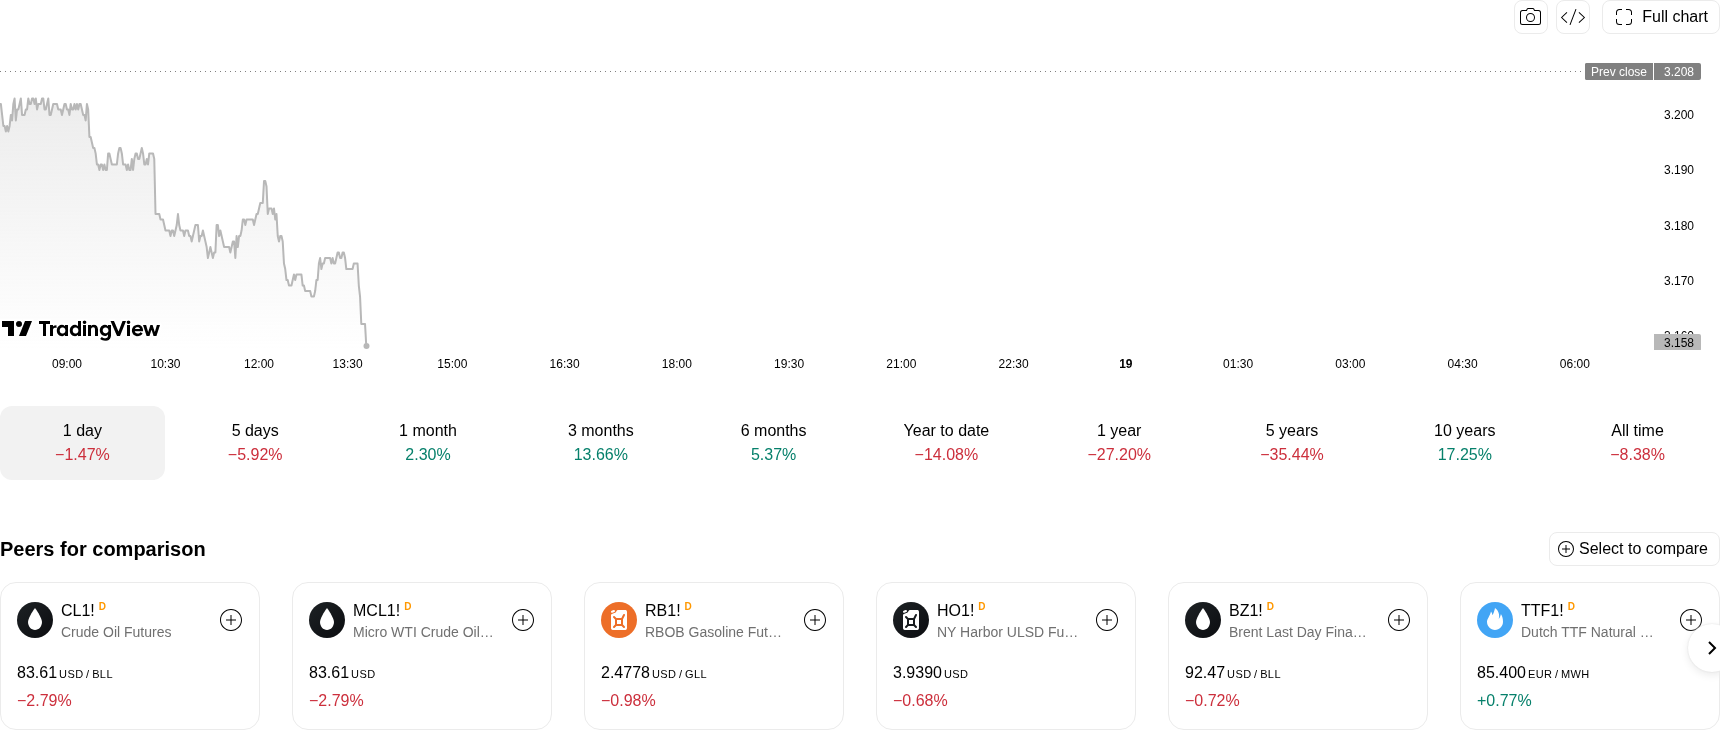 Full chart
Prev close 3.208
3.200
3.190
3.180
3.170
3.158
TradingView
09:00 10:30 12:00 13:30 15:00 16:30 18:00 19:30 21:00 22:30 19 01:30 03:00 04:30 06:00
1 day 5 days 1 month 3 months 6 months Year to date 1 year 5 years 10 years All time
−1.47% −5.92% 2.30% 13.66% 5.37% −14.08% −27.20% −35.44% 17.25% −8.38%
Peers for comparison
Select to compare
CL1! D
Crude Oil Futures
83.61 USD / BLL
−2.79%
MCL1! D
Micro WTI Crude Oil…
83.61 USD
−2.79%
RB1! D
RBOB Gasoline Fut…
2.4778 USD / GLL
−0.98%
HO1! D
NY Harbor ULSD Fu…
3.9390 USD
−0.68%
BZ1! D
Brent Last Day Fina…
92.47 USD / BLL
−0.72%
TTF1! D
Dutch TTF Natural …
85.400 EUR / MWH
+0.77%